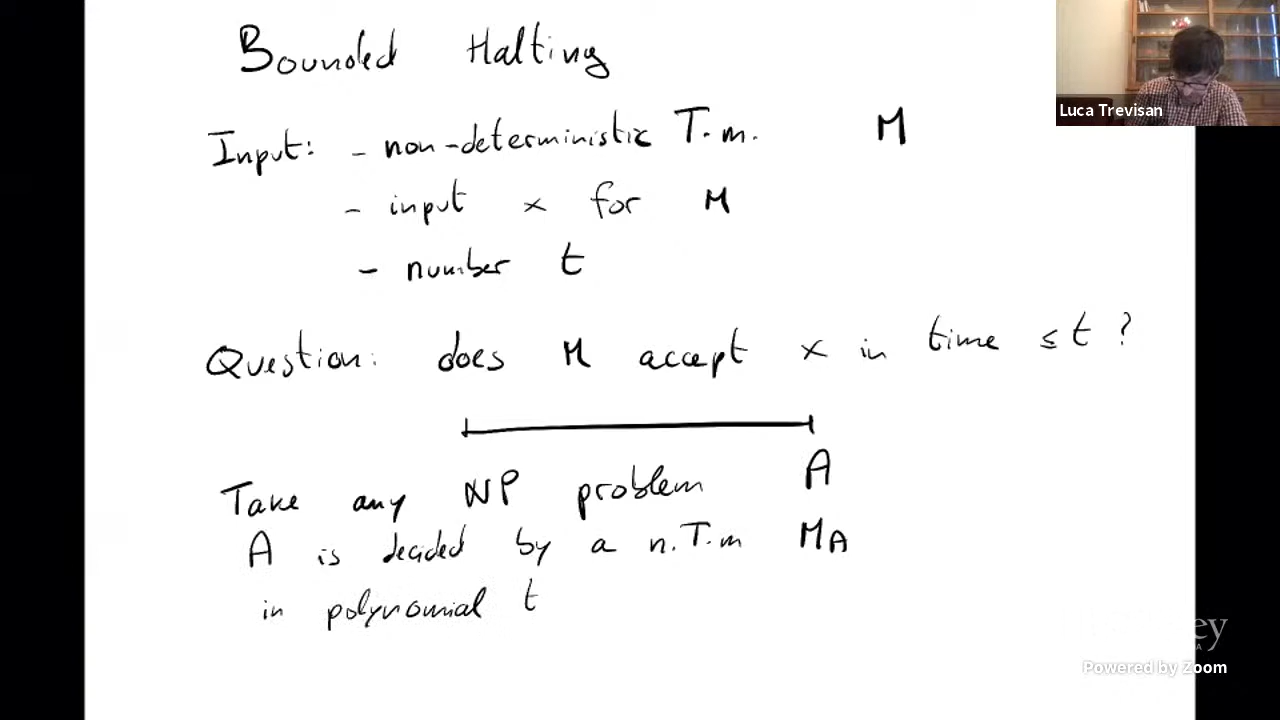 Bounded Halting
Luca Trevisan
Input: - non-deterministic T.m. M
- input x for M
- number t
Question: does M accept x in time ≤ t ?
Take any NP problem A
A is decided by a n.T.m MA
in polynomial t
Powered by Zoom